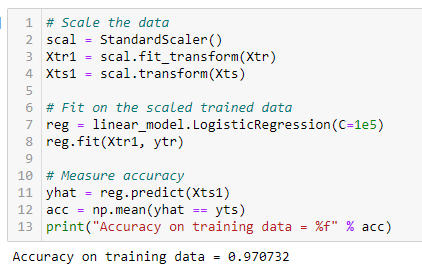 1 # Scale the data
2 scal = StandardScaler()
3 Xtr1 = scal.fit_transform(Xtr)
4 Xts1 = scal.transform(Xts)
5
6 # Fit on the scaled trained data
7 reg = linear_model.LogisticRegression(C=1e5)
8 reg.fit(Xtr1, ytr)
9
10 # Measure accuracy
11 yhat = reg.predict(Xts1)
12 acc = np.mean(yhat == yts)
13 print("Accuracy on training data = %f" % acc)
Accuracy on training data = 0.970732